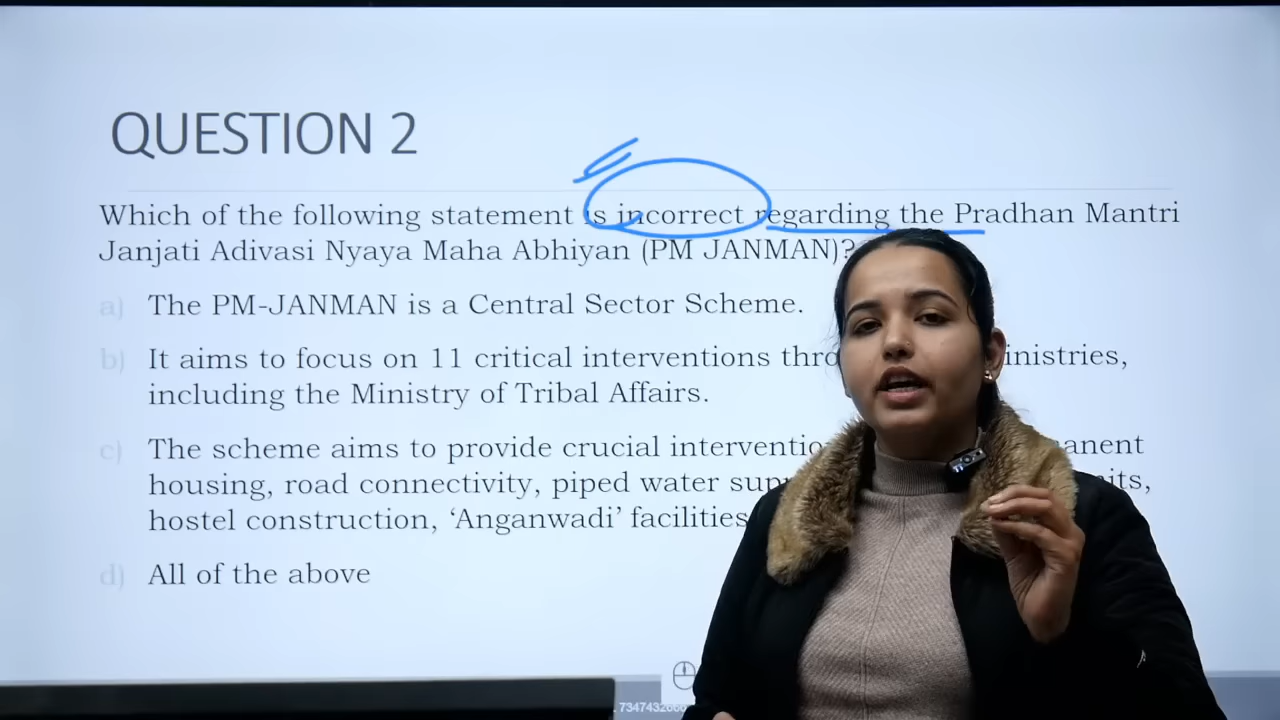 QUESTION 2
Which of the following statement is incorrect regarding the Pradhan Mantri
Janjati Adivasi Nyaya Maha Abhiyan (PM JANMAN)?
a) The PM-JANMAN is a Central Sector Scheme.
b) It aims to focus on 11 critical interventions
including the Ministry of Tribal Affairs.
c) The scheme aims to provide crucial
housing, road connectivity, piped water
hostel construction, ‘Anganwadi’ facilities
d) All of the above